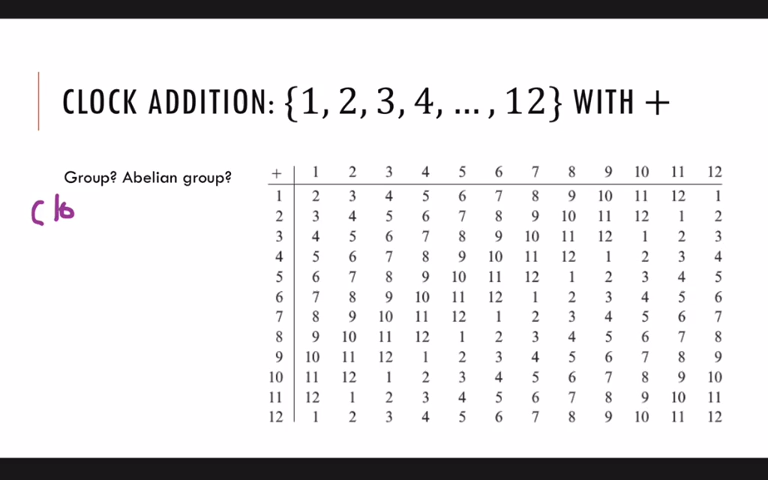 CLOCK ADDITION: {1, 2, 3, 4, … , 12} WITH +
Group? Abelian group?
Clo
+ 1 2 3 4 5 6 7 8 9 10 11 12
1 2 3 4 5 6 7 8 9 10 11 12 1
2 3 4 5 6 7 8 9 10 11 12 1 2
3 4 5 6 7 8 9 10 11 12 1 2 3
4 5 6 7 8 9 10 11 12 1 2 3 4
5 6 7 8 9 10 11 12 1 2 3 4 5
6 7 8 9 10 11 12 1 2 3 4 5 6
7 8 9 10 11 12 1 2 3 4 5 6 7
8 9 10 11 12 1 2 3 4 5 6 7 8
9 10 11 12 1 2 3 4 5 6 7 8 9
10 11 12 1 2 3 4 5 6 7 8 9 10
11 12 1 2 3 4 5 6 7 8 9 10 11
12 1 2 3 4 5 6 7 8 9 10 11 12